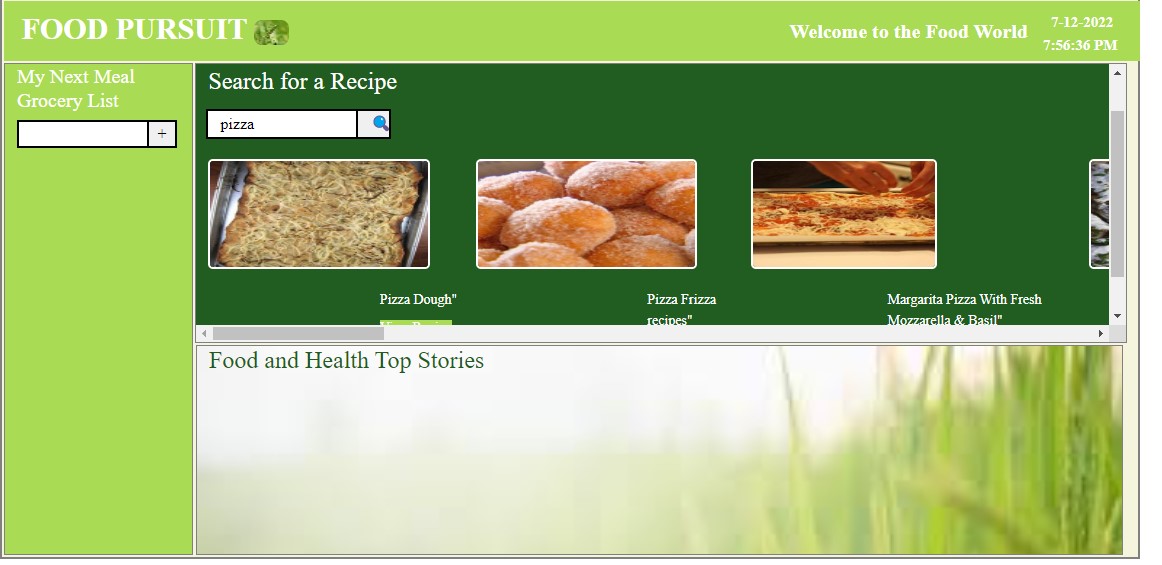 FOOD PURSUIT
Welcome to the Food World
7-12-2022
7:56:36 PM
My Next Meal
Grocery List
+
Search for a Recipe
pizza
Pizza Dough"
Pizza Frizza
recipes"
Margarita Pizza With Fresh
Mozzarella & Basil"
Food and Health Top Stories